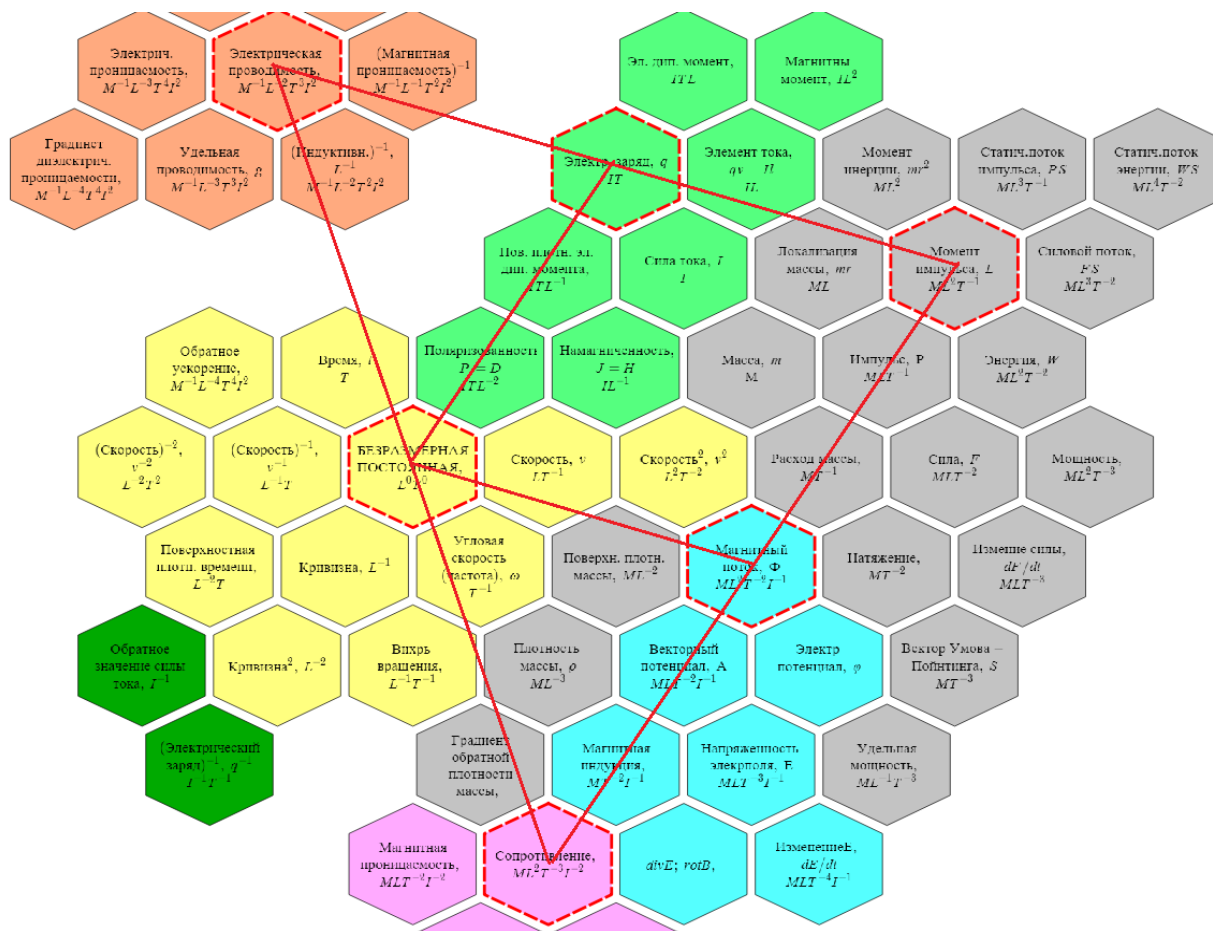 Электрич.
проницаемость,
M⁻¹L⁻³T⁴I²
Электрическая
проводимость,
M⁻¹L⁻²T³I²
(Магнитная
проницаемость)⁻¹
M⁻¹L⁻¹T²I²
Эл. дип. момент,
ITL
Магнитны
момент, IL²
Градинет
диэлектрич.
проницаемости,
M⁻¹L⁻⁴T⁴I²
Удельная
проводимость, g
M⁻¹L⁻³T³I²
(Индуктивн.)⁻¹,
L⁻¹
M⁻¹L⁻²T²I²
Электр. заряд, q
IT
Элемент тока,
qv = Il
IL
Момент
инерции, mr²
ML²
Статич.поток
импульса, PS
ML³T⁻¹
Статич.поток
энергии, WS
ML⁴T⁻²
Пов. плотн. эл.
дип. момента,
ITL⁻¹
Сила тока, I
I
Локализация
массы, mr
ML
Момент
импульса, L
ML²T⁻¹
Силовой поток,
FS
ML³T⁻²
Обратное
ускорение,
M⁻¹L⁻⁴T⁴I²
Время, t
T
Поляризованность
P = D
ITL⁻²
Намагниченность,
J = H
IL⁻¹
Масса, m
M
Импульс, P
MLT⁻¹
Энергия, W
ML²T⁻²
(Скорость)⁻²,
v⁻²
L⁻²T²
(Скорость)⁻¹,
v⁻¹
L⁻¹T
БЕЗРАЗМЕРНАЯ
ПОСТОЯННАЯ,
L⁰T⁰
Скорость, v
LT⁻¹
Скорость², v²
L²T⁻²
Расход массы,
MT⁻¹
Сила, F
MLT⁻²
Мощность,
ML²T⁻³
Поверхностная
плотн. времени,
L⁻²T
Кривизна, L⁻¹
Угловая
скорость
(частота), ω
T⁻¹
Поверхн. плотн.
массы, ML⁻²
Магнитный
поток, Φ
ML²T⁻²I⁻¹
Натяжение,
MT⁻²
Измение силы,
dF/dt
MLT⁻³
Обратное
значение силы
тока, I⁻¹
Кривизна², L⁻²
Вихрь
вращения,
L⁻¹T⁻¹
Плотность
массы, ρ
ML⁻³
Векторный
потенциал, A
MLT⁻²I⁻¹
Электр
потенциал, φ
Вектор Умова –
Пойнтинга, S
MT⁻³
(Электрический
заряд)⁻¹, q⁻¹
I⁻¹T⁻¹
Градиент
обратной
плотности
массы,
Магнитная
индукция,
MT⁻²I⁻¹
Напряженность
элекрполя, E
MLT⁻³I⁻¹
Удельная
мощность,
ML⁻¹T⁻³
Магнитная
проницаемость,
MLT⁻²I⁻²
Сопротивление,
ML²T⁻³I⁻²
divE; rotB,
ИзменениеE,
dE/dt
MLT⁻⁴I⁻¹